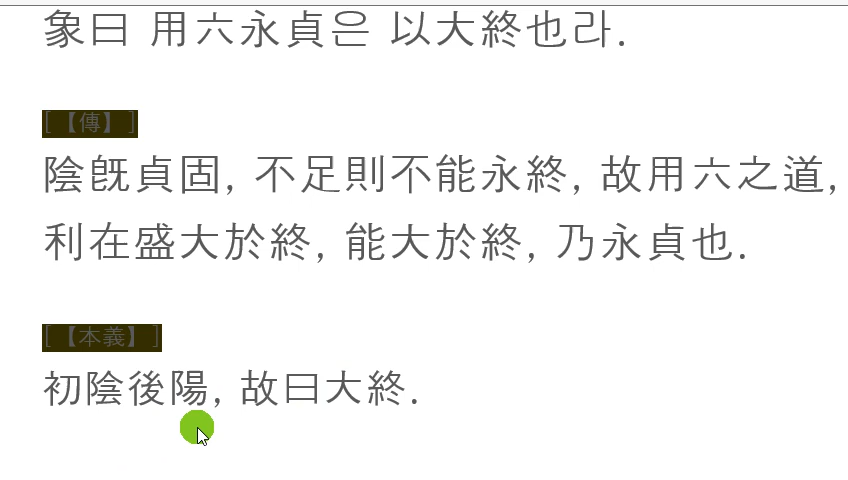 象曰 用六永貞은 以大終也라.
[【傳】]
陰旣貞固, 不足則不能永終, 故用六之道,
利在盛大於終, 能大於終, 乃永貞也.
[【本義】]
初陰後陽, 故曰大終.